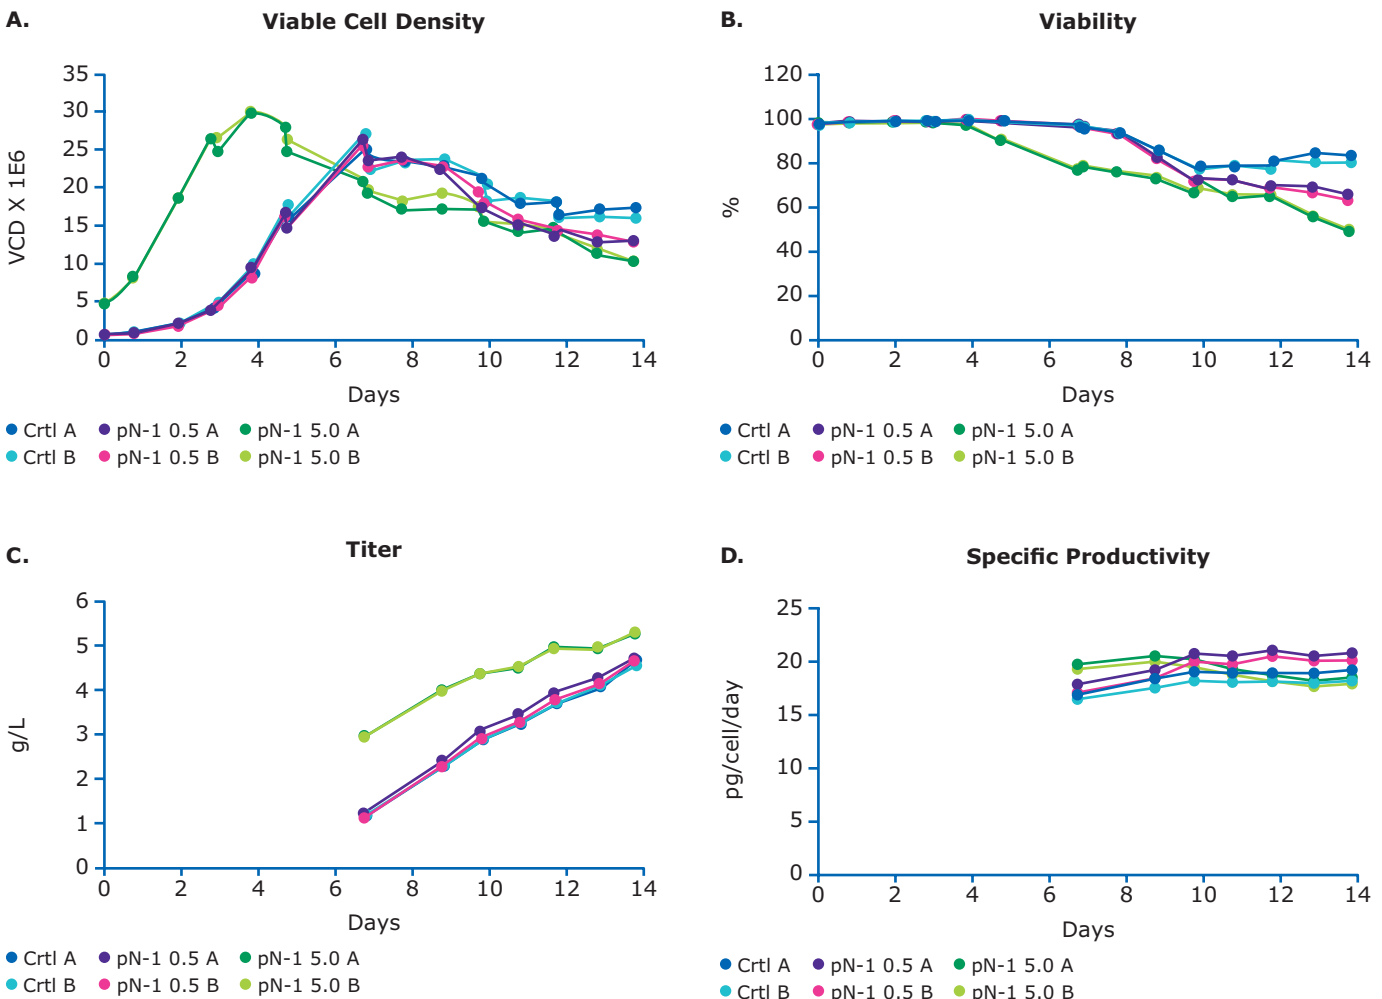 A. Viable Cell Density
VCD X 1E6
35
30
25
20
15
10
5
0
0 2 4 6 8 10 12 14
Days
Crtl A pN-1 0.5 A pN-1 5.0 A
Crtl B pN-1 0.5 B pN-1 5.0 B
B. Viability
%
120
100
80
60
40
20
0
0 2 4 6 8 10 12 14
Days
Crtl A pN-1 0.5 A pN-1 5.0 A
Crtl B pN-1 0.5 B pN-1 5.0 B
C. Titer
g/L
6
5
4
3
2
1
0
0 2 4 6 8 10 12 14
Days
Crtl A pN-1 0.5 A pN-1 5.0 A
Crtl B pN-1 0.5 B pN-1 5.0 B
D. Specific Productivity
pg/cell/day
25
20
15
10
5
0
0 2 4 6 8 10 12 14
Days
Crtl A pN-1 0.5 A pN-1 5.0 A
Crtl B pN-1 0.5 B pN-1 5.0 B